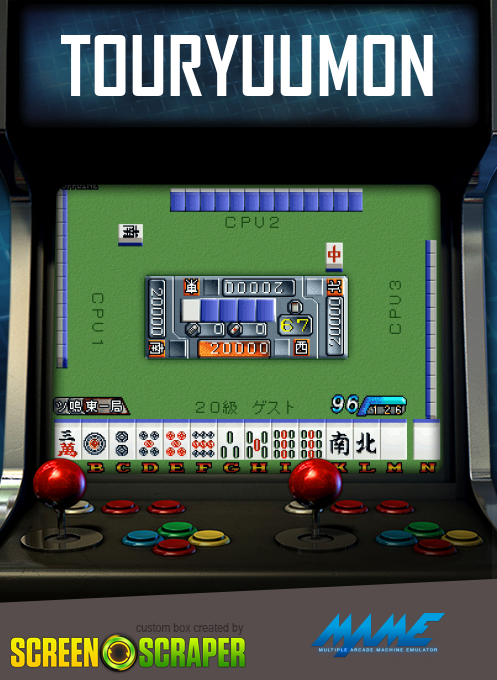 TOURYUUMON
CPU2
南
中
CPU1
CPU3
東
20000
20000
20000
67
0
0
20000
西
ツ鳴 東一局
20級 ゲスト
96
126
三萬
南
北
B C D E F G H I K L M N
custom box created by
SCREEN SCRAPER
MAME
MULTIPLE ARCADE MACHINE EMULATOR